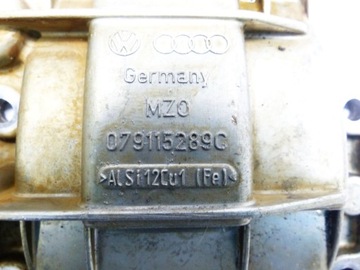 Germany
MZO
079115289C
>ALSi12Cu1 (Fe)<